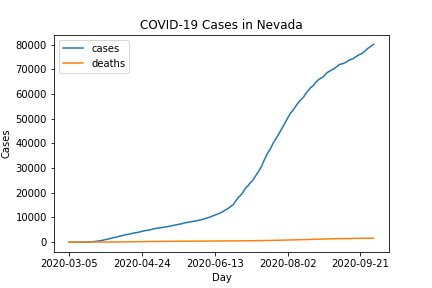 COVID-19 Cases in Nevada
cases
deaths
80000
70000
60000
50000
40000
30000
20000
10000
0
Cases
2020-03-05 2020-04-24 2020-06-13 2020-08-02 2020-09-21
Day